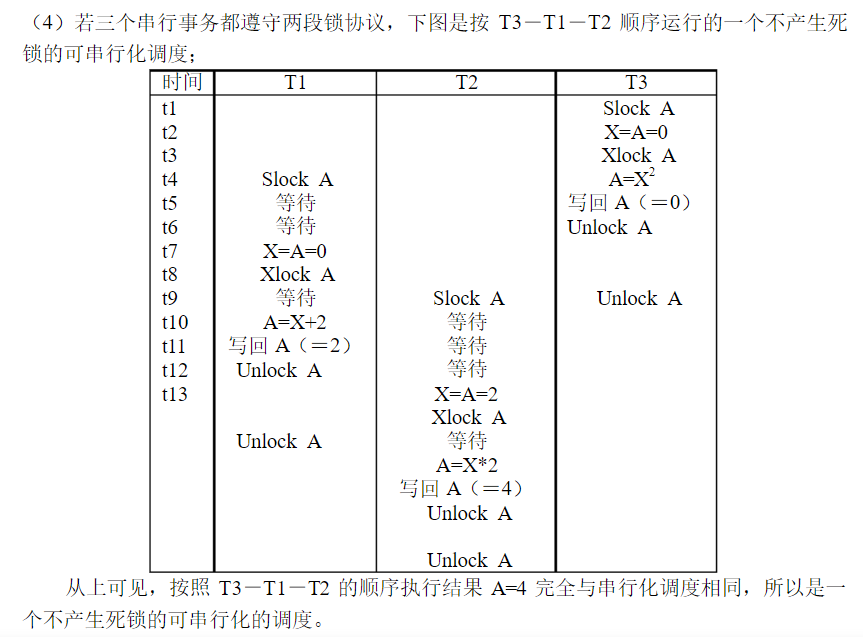 （4）若三个串行事务都遵守两段锁协议，下图是按 T3－T1－T2 顺序运行的一个不产生死
锁的可串行化调度；
时间 T1 T2 T3
t1 Slock A
t2 X=A=0
t3 Xlock A
t4 Slock A A=X²
t5 等待 写回 A（＝0）
t6 等待 Unlock A
t7 X=A=0
t8 Xlock A
t9 等待 Slock A Unlock A
t10 A=X+2 等待
t11 写回 A（＝2） 等待
t12 Unlock A 等待
t13 X=A=2
Xlock A
Unlock A 等待
A=X*2
写回 A（＝4）
Unlock A
Unlock A
从上可见，按照 T3－T1－T2 的顺序执行结果 A=4 完全与串行化调度相同，所以是一
个不产生死锁的可串行化的调度。